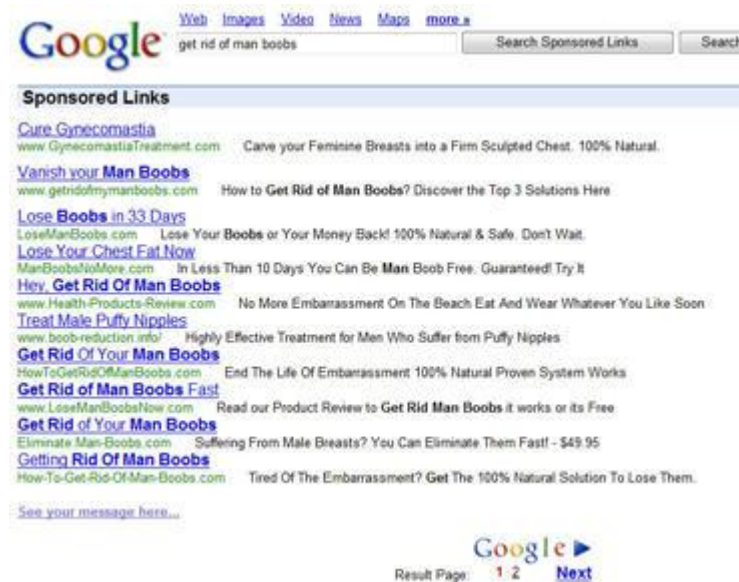 Web Images Video News Maps more »
Google get rid of man boobs Search Sponsored Links Search
Sponsored Links
Cure Gynecomastia
www.GynecomastiaTreatment.com Carve your Feminine Breasts into a Firm Sculpted Chest. 100% Natural.
Vanish your Man Boobs
www.getridofmymanboobs.com How to Get Rid of Man Boobs? Discover the Top 3 Solutions Here
Lose Boobs in 33 Days
LoseManBoobs.com Lose Your Boobs or Your Money Back! 100% Natural & Safe. Don't Wait.
Lose Your Chest Fat Now
ManBoobsNoMore.com In Less Than 10 Days You Can Be Man Boob Free. Guaranteed! Try It
Hey, Get Rid Of Man Boobs
www.Health-Products-Review.com No More Embarrassment On The Beach Eat And Wear Whatever You Like Soon
Treat Male Puffy Nipples
www.boob-reduction.info/ Highly Effective Treatment for Men Who Suffer from Puffy Nipples
Get Rid Of Your Man Boobs
HowToGetRidOfManBoobs.com End The Life Of Embarrassment 100% Natural Proven System Works
Get Rid of Man Boobs Fast
www.LoseManBoobsNow.com Read our Product Review to Get Rid Man Boobs it works or its Free
Get Rid of Your Man Boobs
Eliminate.Man-Boobs.com Suffering From Male Breasts? You Can Eliminate Them Fast! - $49.95
Getting Rid Of Man Boobs
How-To-Get-Rid-Of-Man-Boobs.com Tired Of The Embarrassment? Get The 100% Natural Solution To Lose Them.
See your message here...
Google
Result Page: 1 2 Next